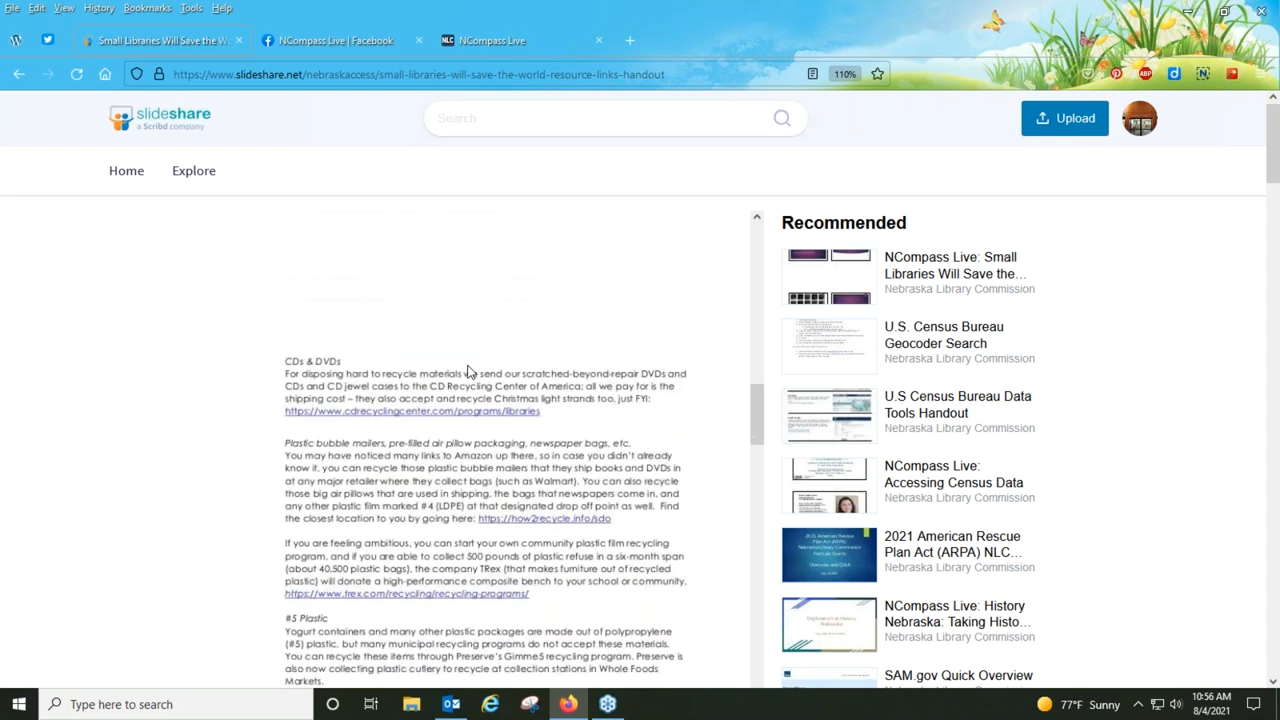 File Edit View History Bookmarks Tools Help
Small Libraries Will Save the Wo
NCompass Live | Facebook
NLC NCompass Live
https://www.slideshare.net/nebraskaccess/small-libraries-will-save-the-world-resource-links-handout
110%
slideshare
a Scribd company
Search
Upload
Home Explore
CDs & DVDs
For disposing hard to recycle materials we send our scratched-beyond-repair DVDs and
CDs and CD jewel cases to the CD Recycling Center of America; all we pay for is the
shipping cost – they also accept and recycle Christmas light strands too, just FYI:
https://www.cdrecyclingcenter.com/programs/libraries
Plastic bubble mailers, pre-filled air pillow packaging, newspaper bags, etc.
You may have noticed many links to Amazon up there, so in case you didn't already
know it, you can recycle those plastic bubble mailers that they ship books and DVDs in
at any major retailer where they collect bags (such as Walmart). You can also recycle
those big air pillows that are used in shipping, the bags that newspapers come in, and
any other plastic film marked #4 (LDPE) at that designated drop off point as well. Find
the closest location to you by going here: https://how2recycle.info/sdo
If you are feeling ambitious, you can start your own community plastic film recycling
program, and if you are able to collect 500 pounds of plastic refuse in a six-month span
(about 40,500 plastic bags), the company TRex (that makes furniture out of recycled
plastic) will donate a high-performance composite bench to your school or community.
https://www.trex.com/recycling/recycling-programs/
#5 Plastic
Yogurt containers and many other plastic packages are made out of polypropylene
(#5) plastic, but many municipal recycling programs do not accept these materials.
You can recycle these items through Preserve's Gimme5 recycling program. Preserve is
also now collecting plastic cutlery to recycle at collection stations in Whole Foods
Markets.
Recommended
NCompass Live: Small
Libraries Will Save the...
Nebraska Library Commission
U.S. Census Bureau
Geocoder Search
Nebraska Library Commission
U.S Census Bureau Data
Tools Handout
Nebraska Library Commission
NCompass Live:
Accessing Census Data
Nebraska Library Commission
2021 American Rescue
Plan Act (ARPA)
Nebraska Library Commission
Formula Grants
Overview and Q&A
2021 American Rescue
Plan Act (ARPA) NLC...
Nebraska Library Commission
NCompass Live: History
Nebraska: Taking Histo...
Nebraska Library Commission
SAM.gov Quick Overview
Type here to search
77°F Sunny
10:56 AM
8/4/2021